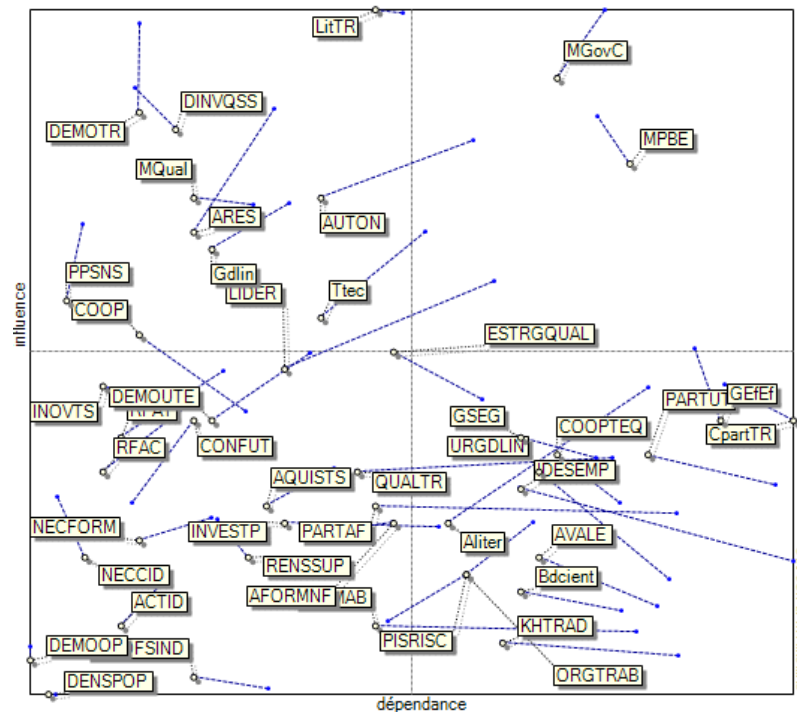 LitTR
MGovC
DINVQSS
DEMOTR
MPBE
MQual
ARES
AUTON
Gdlin
PPSNS
LIDER
Ttec
COOP
influence
ESTRGQUAL
DEMOUTE
INOVTS
PARTUT
GEfEf
GSEG
COOPTEQ
CpartTR
RFAC
CONFUT
URGDLIN
AQUISTS
QUALTR
DESEMP
NECFORM
INVESTP
PARTAF
Aliter
AVALE
NECCID
RENSSUP
Bdcient
AFORMNF
ACTID
KHTRAD
DEMOOP
FSIND
PISRISC
ORGTRAB
DENSPOP
dépendance